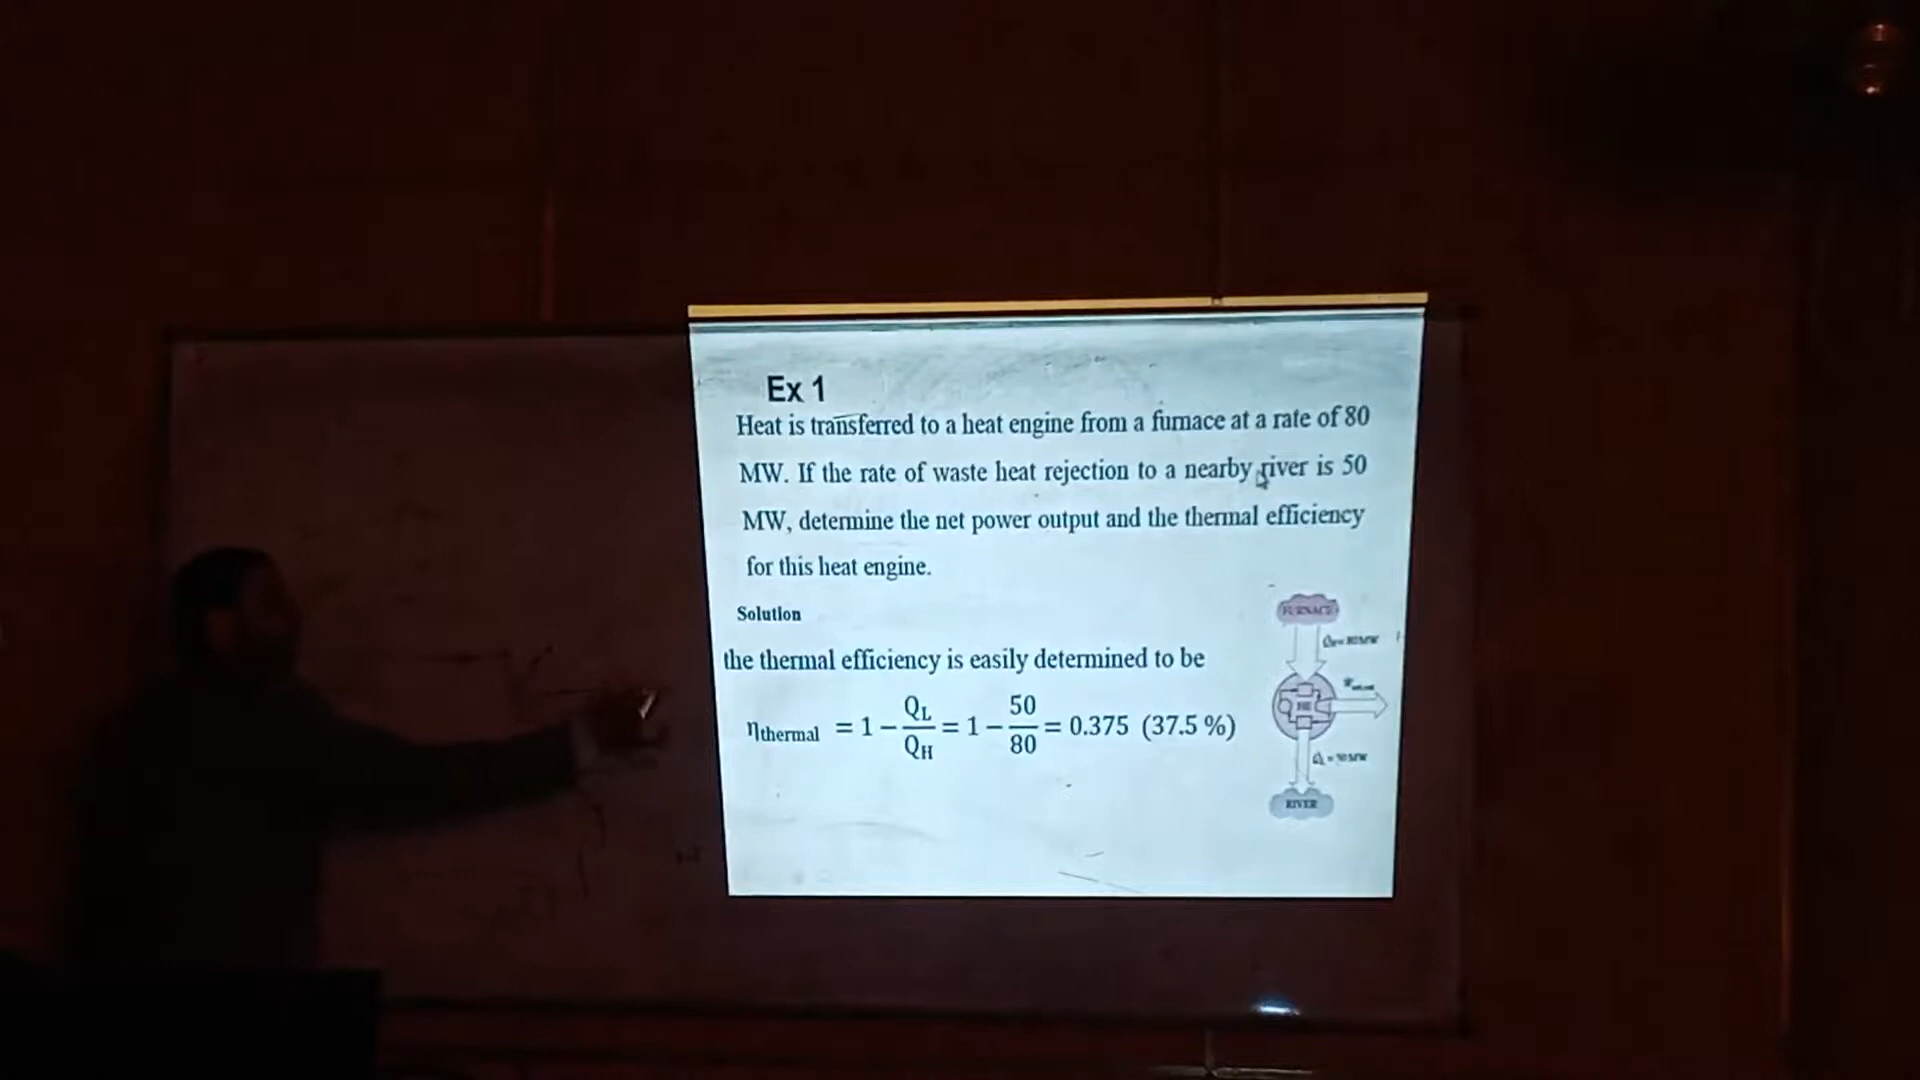 Ex 1
Heat is transferred to a heat engine from a furnace at a rate of 80
MW. If the rate of waste heat rejection to a nearby river is 50
MW, determine the net power output and the thermal efficiency
for this heat engine.
Solution
the thermal efficiency is easily determined to be
ηthermal = 1 − QL/QH = 1 − 50/80 = 0.375 (37.5 %)
FURNACE
HE
RIVER